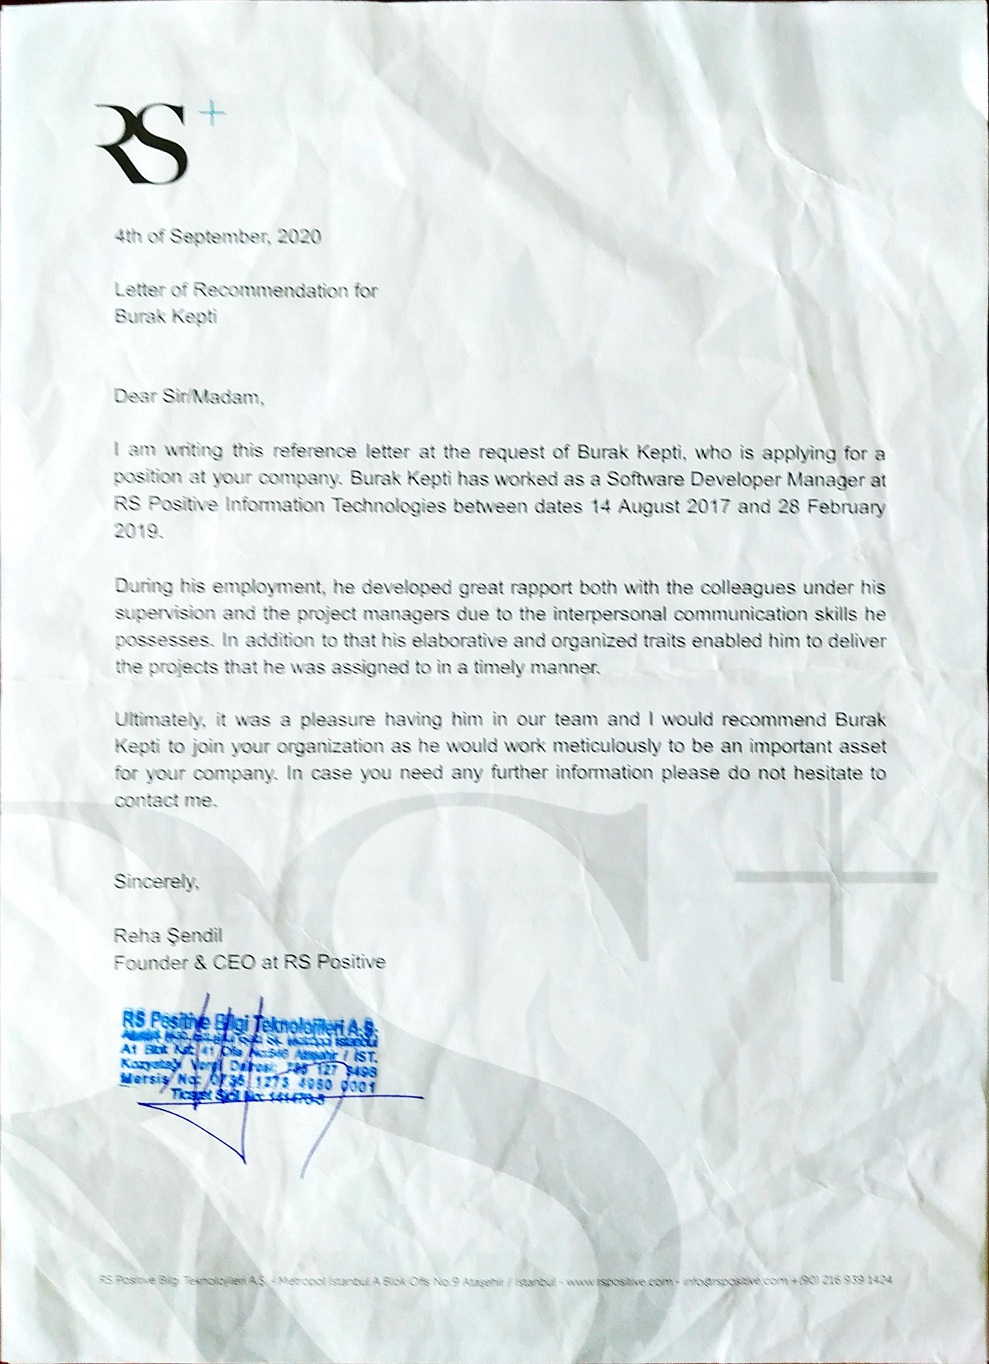 RS+
4th of September, 2020
Letter of Recommendation for
Burak Kepti
Dear Sir/Madam,
I am writing this reference letter at the request of Burak Kepti, who is applying for a
position at your company. Burak Kepti has worked as a Software Developer Manager at
RS Positive Information Technologies between dates 14 August 2017 and 28 February
2019.
During his employment, he developed great rapport both with the colleagues under his
supervision and the project managers due to the interpersonal communication skills he
possesses. In addition to that his elaborative and organized traits enabled him to deliver
the projects that he was assigned to in a timely manner.
Ultimately, it was a pleasure having him in our team and I would recommend Burak
Kepti to join your organization as he would work meticulously to be an important asset
for your company. In case you need any further information please do not hesitate to
contact me.
Sincerely,
Reha Şendil
Founder & CEO at RS Positive
RS Positive Bilgi Teknolojileri A.Ş.
A1 Blok Kat: 41 Ofis No: Ataşehir / İST.
Kozyatağı Vergi Dairesi: 127 8498
Mersis No: 1273 4980 0001
Ticaret Sicil No:
RS Positive Bilgi Teknolojileri A.Ş. - Metropol İstanbul A Blok Ofis No:9 Ataşehir / İstanbul - www.rspositive.com - info@rspositive.com +(90) 216 939 1424